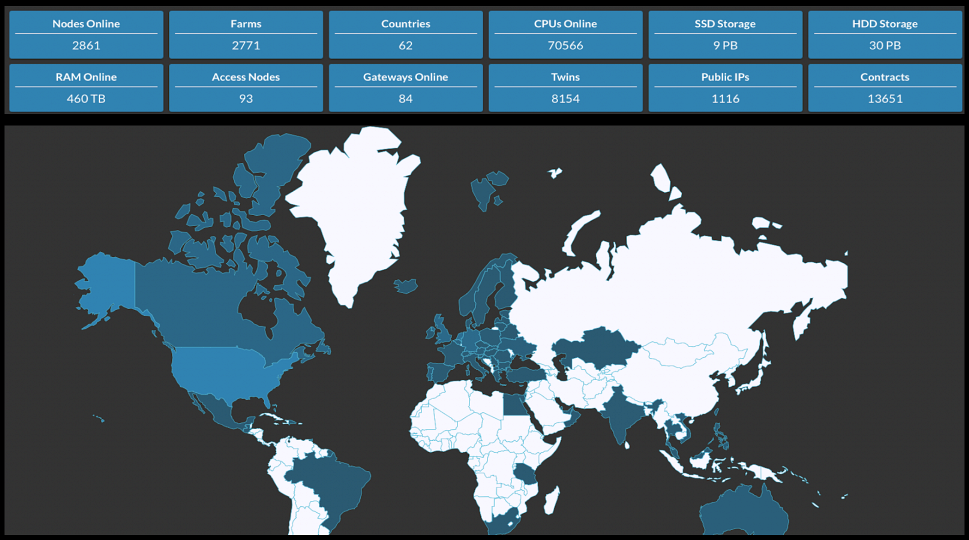 Nodes Online
2861
Farms
2771
Countries
62
CPUs Online
70566
SSD Storage
9 PB
HDD Storage
30 PB
RAM Online
460 TB
Access Nodes
93
Gateways Online
84
Twins
8154
Public IPs
1116
Contracts
13651